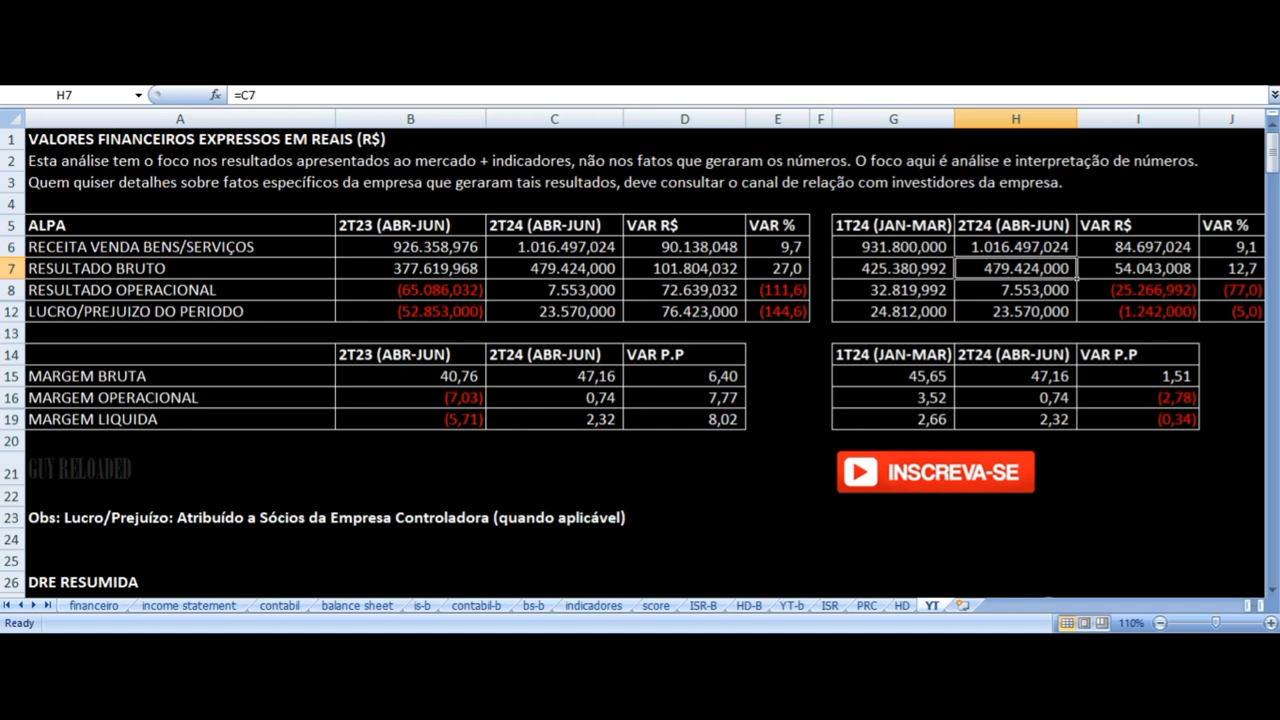 H7 fx =C7
A B C D E F G H I J
1 VALORES FINANCEIROS EXPRESSOS EM REAIS (R$)
2 Esta análise tem o foco nos resultados apresentados ao mercado + indicadores, não nos fatos que geraram os números. O foco aqui é análise e interpretação de números.
3 Quem quiser detalhes sobre fatos específicos da empresa que geraram tais resultados, deve consultar o canal de relação com investidores da empresa.
4
5 ALPA 2T23 (ABR-JUN) 2T24 (ABR-JUN) VAR R$ VAR % 1T24 (JAN-MAR) 2T24 (ABR-JUN) VAR R$ VAR %
6 RECEITA VENDA BENS/SERVIÇOS 926.358,976 1.016.497,024 90.138,048 9,7 931.800,000 1.016.497,024 84.697,024 9,1
7 RESULTADO BRUTO 377.619,968 479.424,000 101.804,032 27,0 425.380,992 479.424,000 54.043,008 12,7
8 RESULTADO OPERACIONAL (65.086,032) 7.553,000 72.639,032 (111,6) 32.819,992 7.553,000 (25.266,992) (77,0)
12 LUCRO/PREJUIZO DO PERIODO (52.853,000) 23.570,000 76.423,000 (144,6) 24.812,000 23.570,000 (1.242,000) (5,0)
13
14 2T23 (ABR-JUN) 2T24 (ABR-JUN) VAR P.P 1T24 (JAN-MAR) 2T24 (ABR-JUN) VAR P.P
15 MARGEM BRUTA 40,76 47,16 6,40 45,65 47,16 1,51
16 MARGEM OPERACIONAL (7,03) 0,74 7,77 3,52 0,74 (2,78)
19 MARGEM LIQUIDA (5,71) 2,32 8,02 2,66 2,32 (0,34)
20
21 GUY RELOADED INSCREVA-SE
22
23 Obs: Lucro/Prejuízo: Atribuído a Sócios da Empresa Controladora (quando aplicável)
24
25
26 DRE RESUMIDA
financeiro income statement contabil balance sheet is-b contabil-b bs-b indicadores score ISR-B HD-B YT-b ISR PRC HD YT
Ready 110%